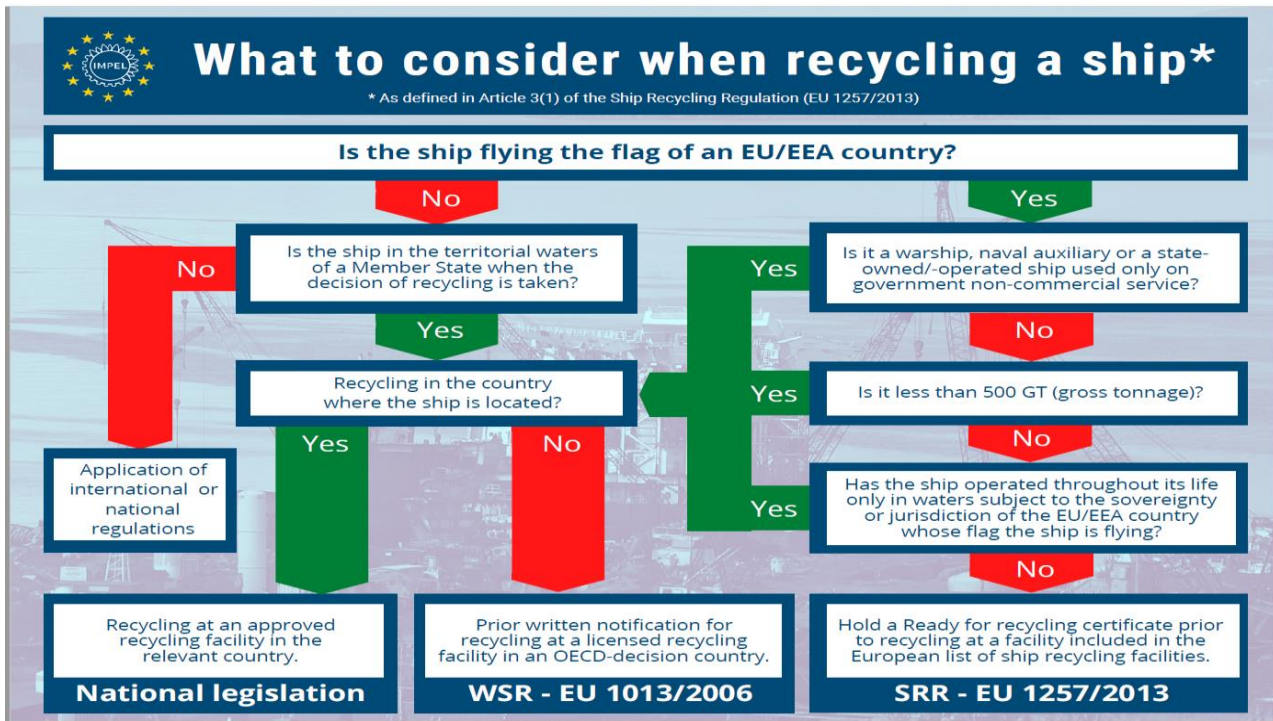 IMPEL
What to consider when recycling a ship*
* As defined in Article 3(1) of the Ship Recycling Regulation (EU 1257/2013)
Is the ship flying the flag of an EU/EEA country?
No
Yes
Is the ship in the territorial waters
of a Member State when the
decision of recycling is taken?
No
Yes
Is it a warship, naval auxiliary or a state-
owned/-operated ship used only on
government non-commercial service?
Yes
No
Recycling in the country
where the ship is located?
Yes
Is it less than 500 GT (gross tonnage)?
Yes
No
No
Application of
international or
national
regulations
Yes
Has the ship operated throughout its life
only in waters subject to the sovereignty
or jurisdiction of the EU/EEA country
whose flag the ship is flying?
No
Recycling at an approved
recycling facility in the
relevant country.
National legislation
Prior written notification for
recycling at a licensed recycling
facility in an OECD-decision country.
WSR - EU 1013/2006
Hold a Ready for recycling certificate prior
to recycling at a facility included in the
European list of ship recycling facilities.
SRR - EU 1257/2013